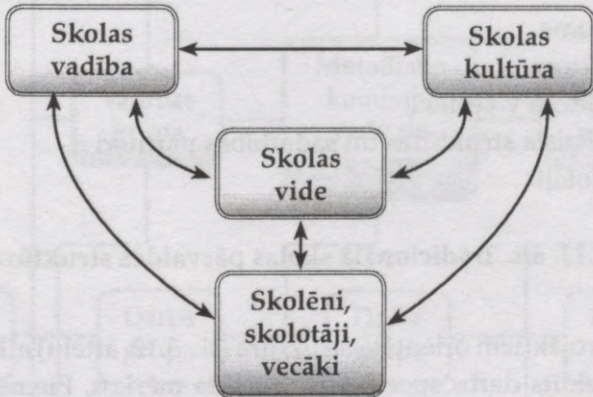 Skolas
vadība
Skolas
kultūra
Skolas
vide
Skolēni,
skolotāji,
vecāki